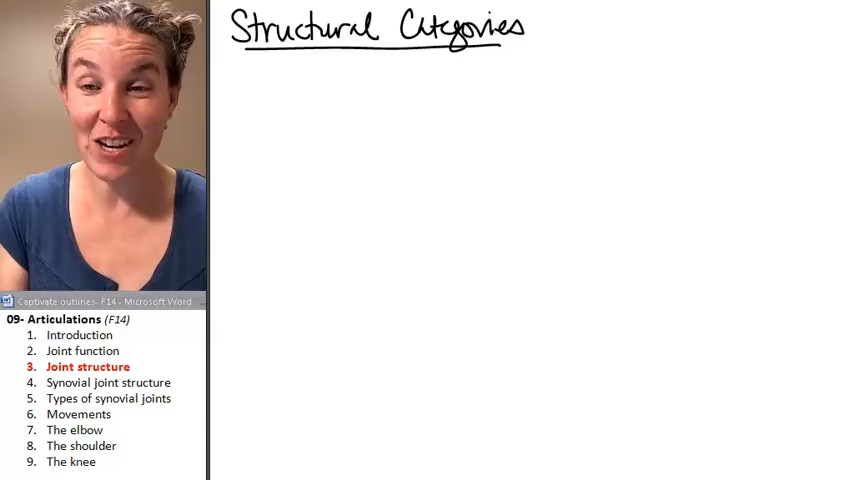 Structural Categories
Captivate outlines- F14 - Microsoft Word
09- Articulations (F14)
1. Introduction
2. Joint function
3. Joint structure
4. Synovial joint structure
5. Types of synovial joints
6. Movements
7. The elbow
8. The shoulder
9. The knee